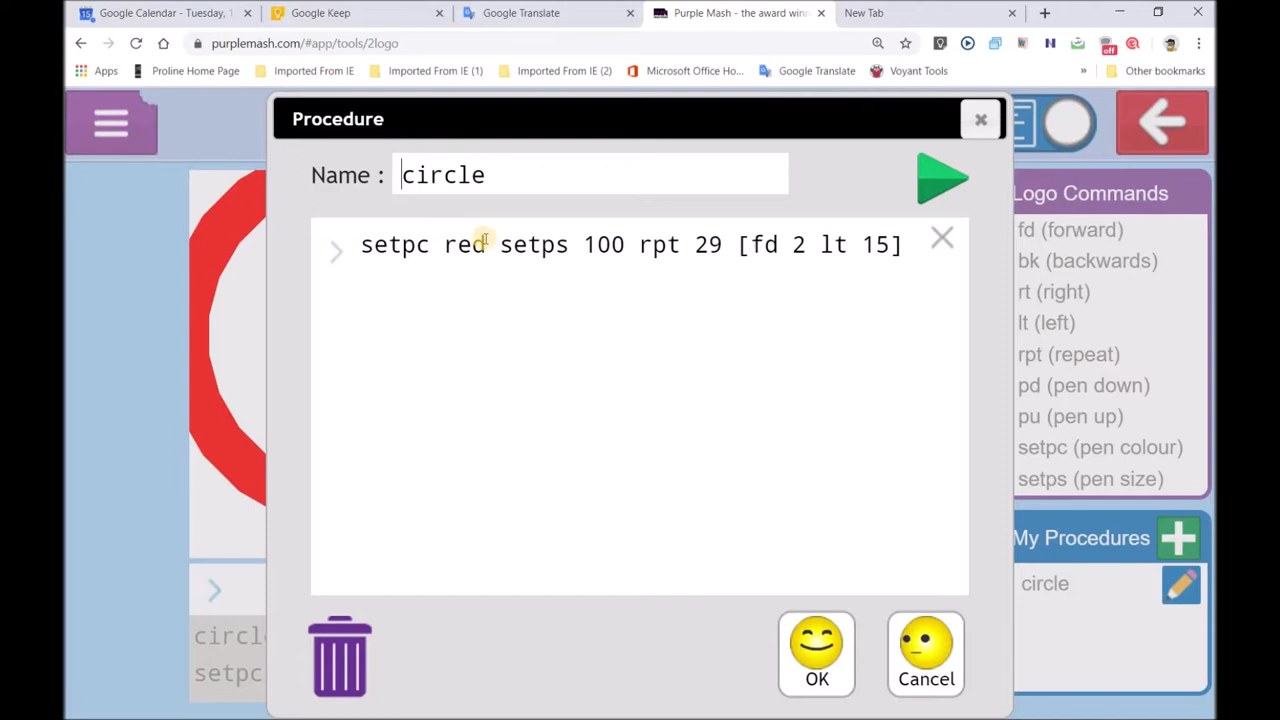 Google Calendar - Tuesday, 1
Google Keep
Google Translate
Purple Mash - the award winn
New Tab
purplemash.com/#app/tools/2logo
off
Apps
Proline Home Page
Imported From IE
Imported From IE (1)
Imported From IE (2)
Microsoft Office Ho...
Google Translate
Voyant Tools
»
Other bookmarks
Procedure
Name :
circle
setpc red setps 100 rpt 29 [fd 2 lt 15]
OK
Cancel
Logo Commands
fd (forward)
bk (backwards)
rt (right)
lt (left)
rpt (repeat)
pd (pen down)
pu (pen up)
setpc (pen colour)
setps (pen size)
My Procedures
circle
circle
setpc